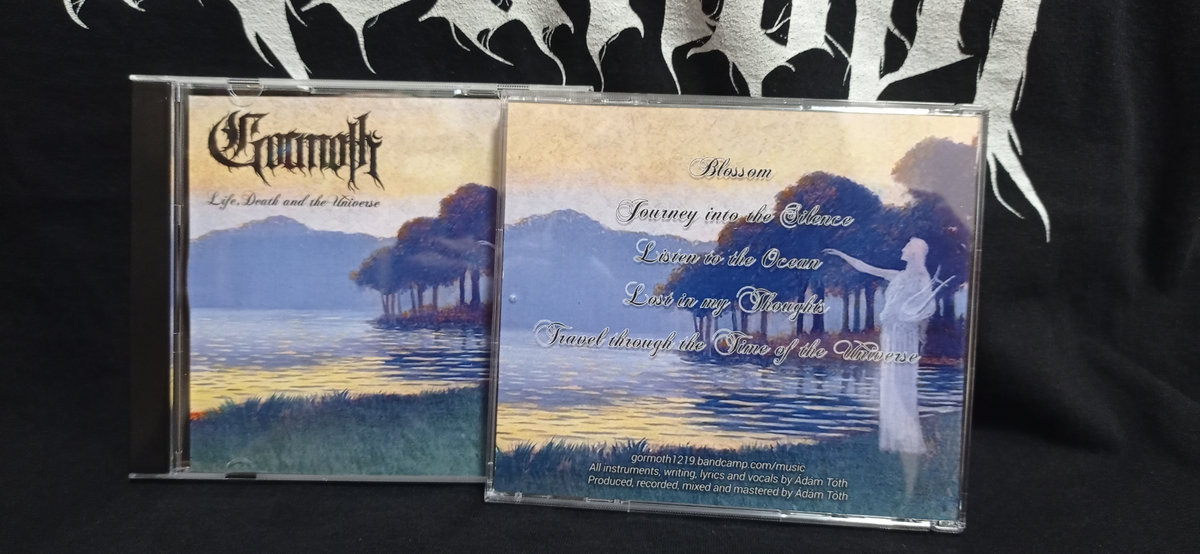 Gormoth
Life, Death and the Universe
Blossom
Journey into the Silence
Listen to the Ocean
Lost in my Thoughts
Travel through the Time of the Universe
gormoth1219.bandcamp.com/music
All instruments, writing, lyrics and vocals by Adam Toth
Produced, recorded, mixed and mastered by Adam Toth